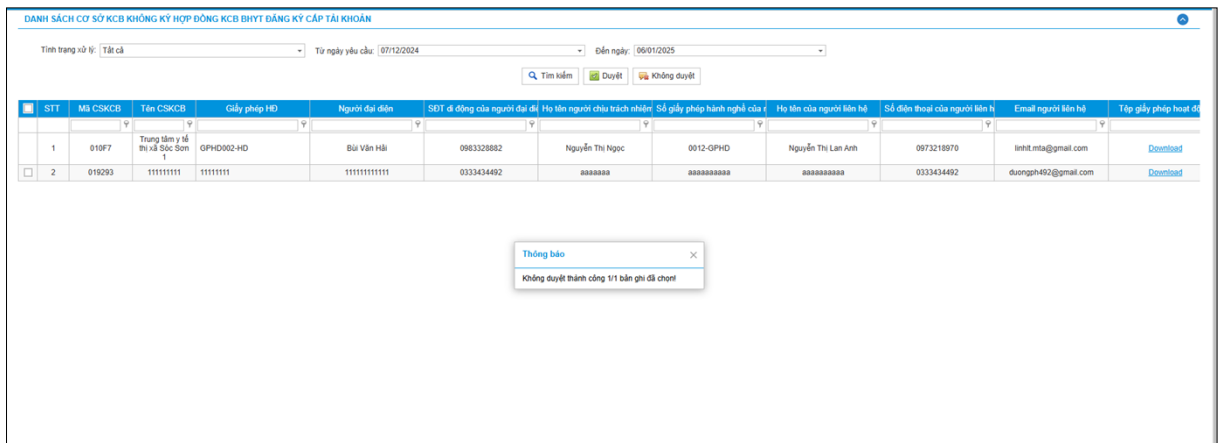 DANH SÁCH CƠ SỞ KCB KHÔNG KÝ HỢP ĐỒNG KCB BHYT ĐĂNG KÝ CẤP TÀI KHOẢN
Tình trạng xử lý: Tất cả Từ ngày yêu cầu: 07/12/2024 Đến ngày: 06/01/2025
Tìm kiếm Duyệt Không duyệt
STT Mã CSKCB Tên CSKCB Giấy phép HĐ Người đại diện SĐT di động của người đại di Họ tên người chịu trách nhiệm Số giấy phép hành nghề của r Họ tên của người liên hệ Số điện thoại của người liên h Email người liên hệ Tệp giấy phép hoạt độ
1 010F7 Trung tâm y tế thị xã Sóc Sơn 1 GPHD002-HD Bùi Văn Hải 0983328882 Nguyễn Thị Ngọc 0012-GPHD Nguyễn Thị Lan Anh 0973218970 linhlt.mta@gmail.com Download
2 019293 111111111 11111111 111111111111 0333434492 aaaaaaa aaaaaaaaaa aaaaaaaaaa 0333434492 duongph492@gmail.com Download
Thông báo
Không duyệt thành công 1/1 bản ghi đã chọn!